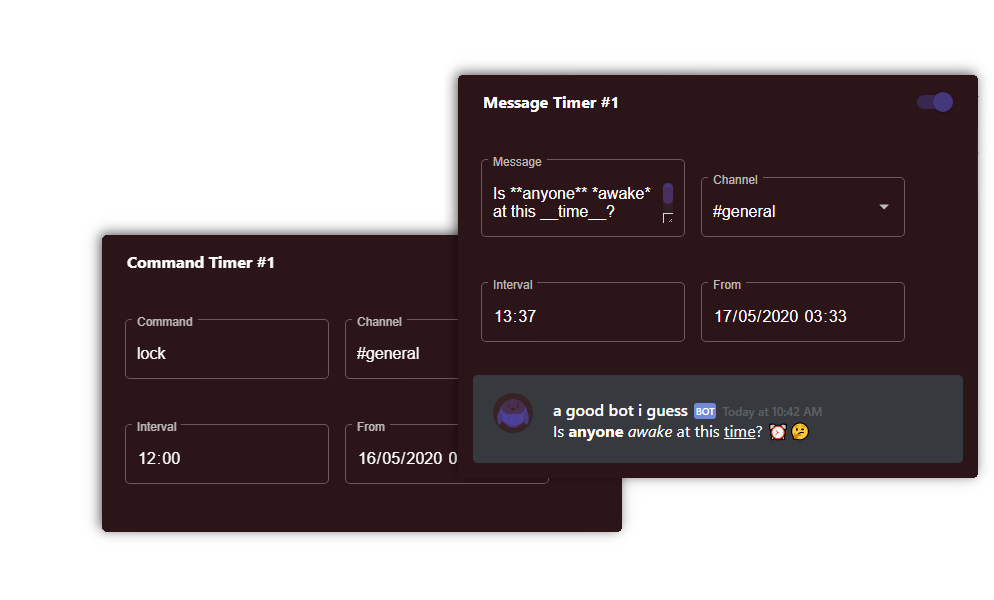 Message Timer #1
Message
Is **anyone** *awake*
at this __time__?
Channel
#general
Interval
13:37
From
17/05/2020 03:33
a good bot i guess BOT Today at 10:42 AM
Is anyone awake at this time? ⏰ 🤔
Command Timer #1
Command
lock
Channel
#general
Interval
12:00
From
16/05/2020 0